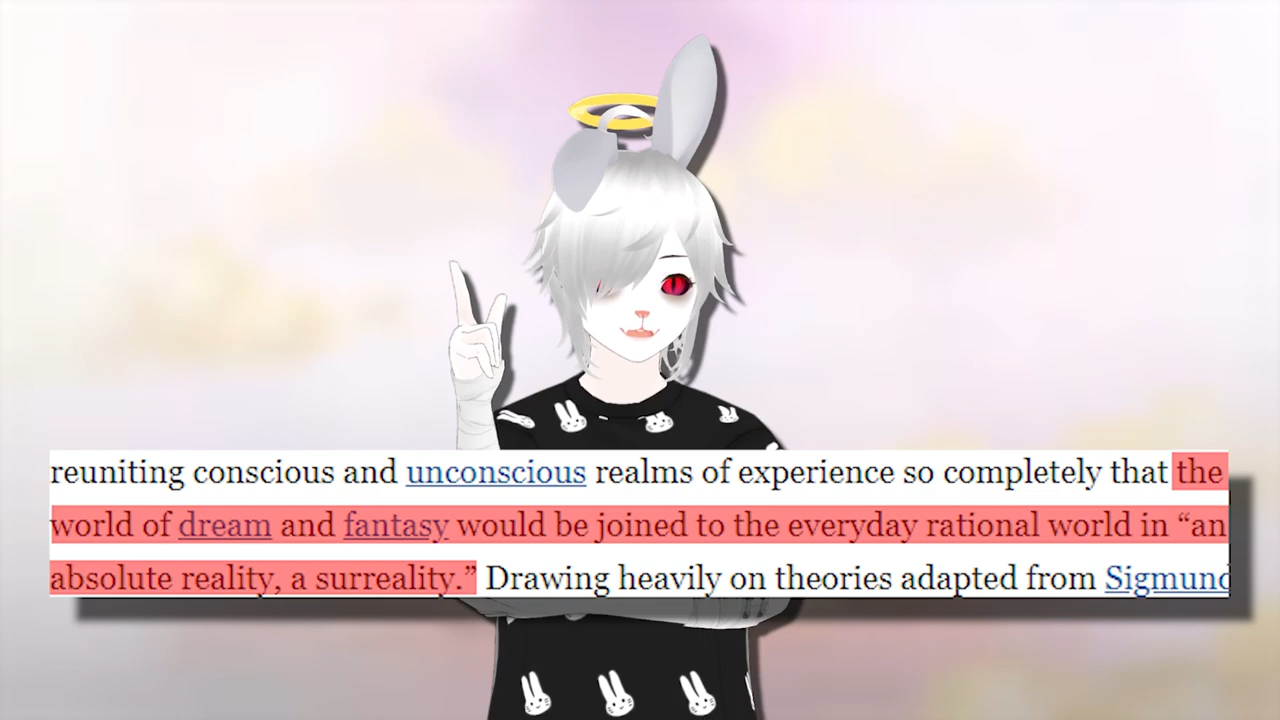 reuniting conscious and unconscious realms of experience so completely that the
world of dream and fantasy would be joined to the everyday rational world in “an
absolute reality, a surreality.” Drawing heavily on theories adapted from Sigmund